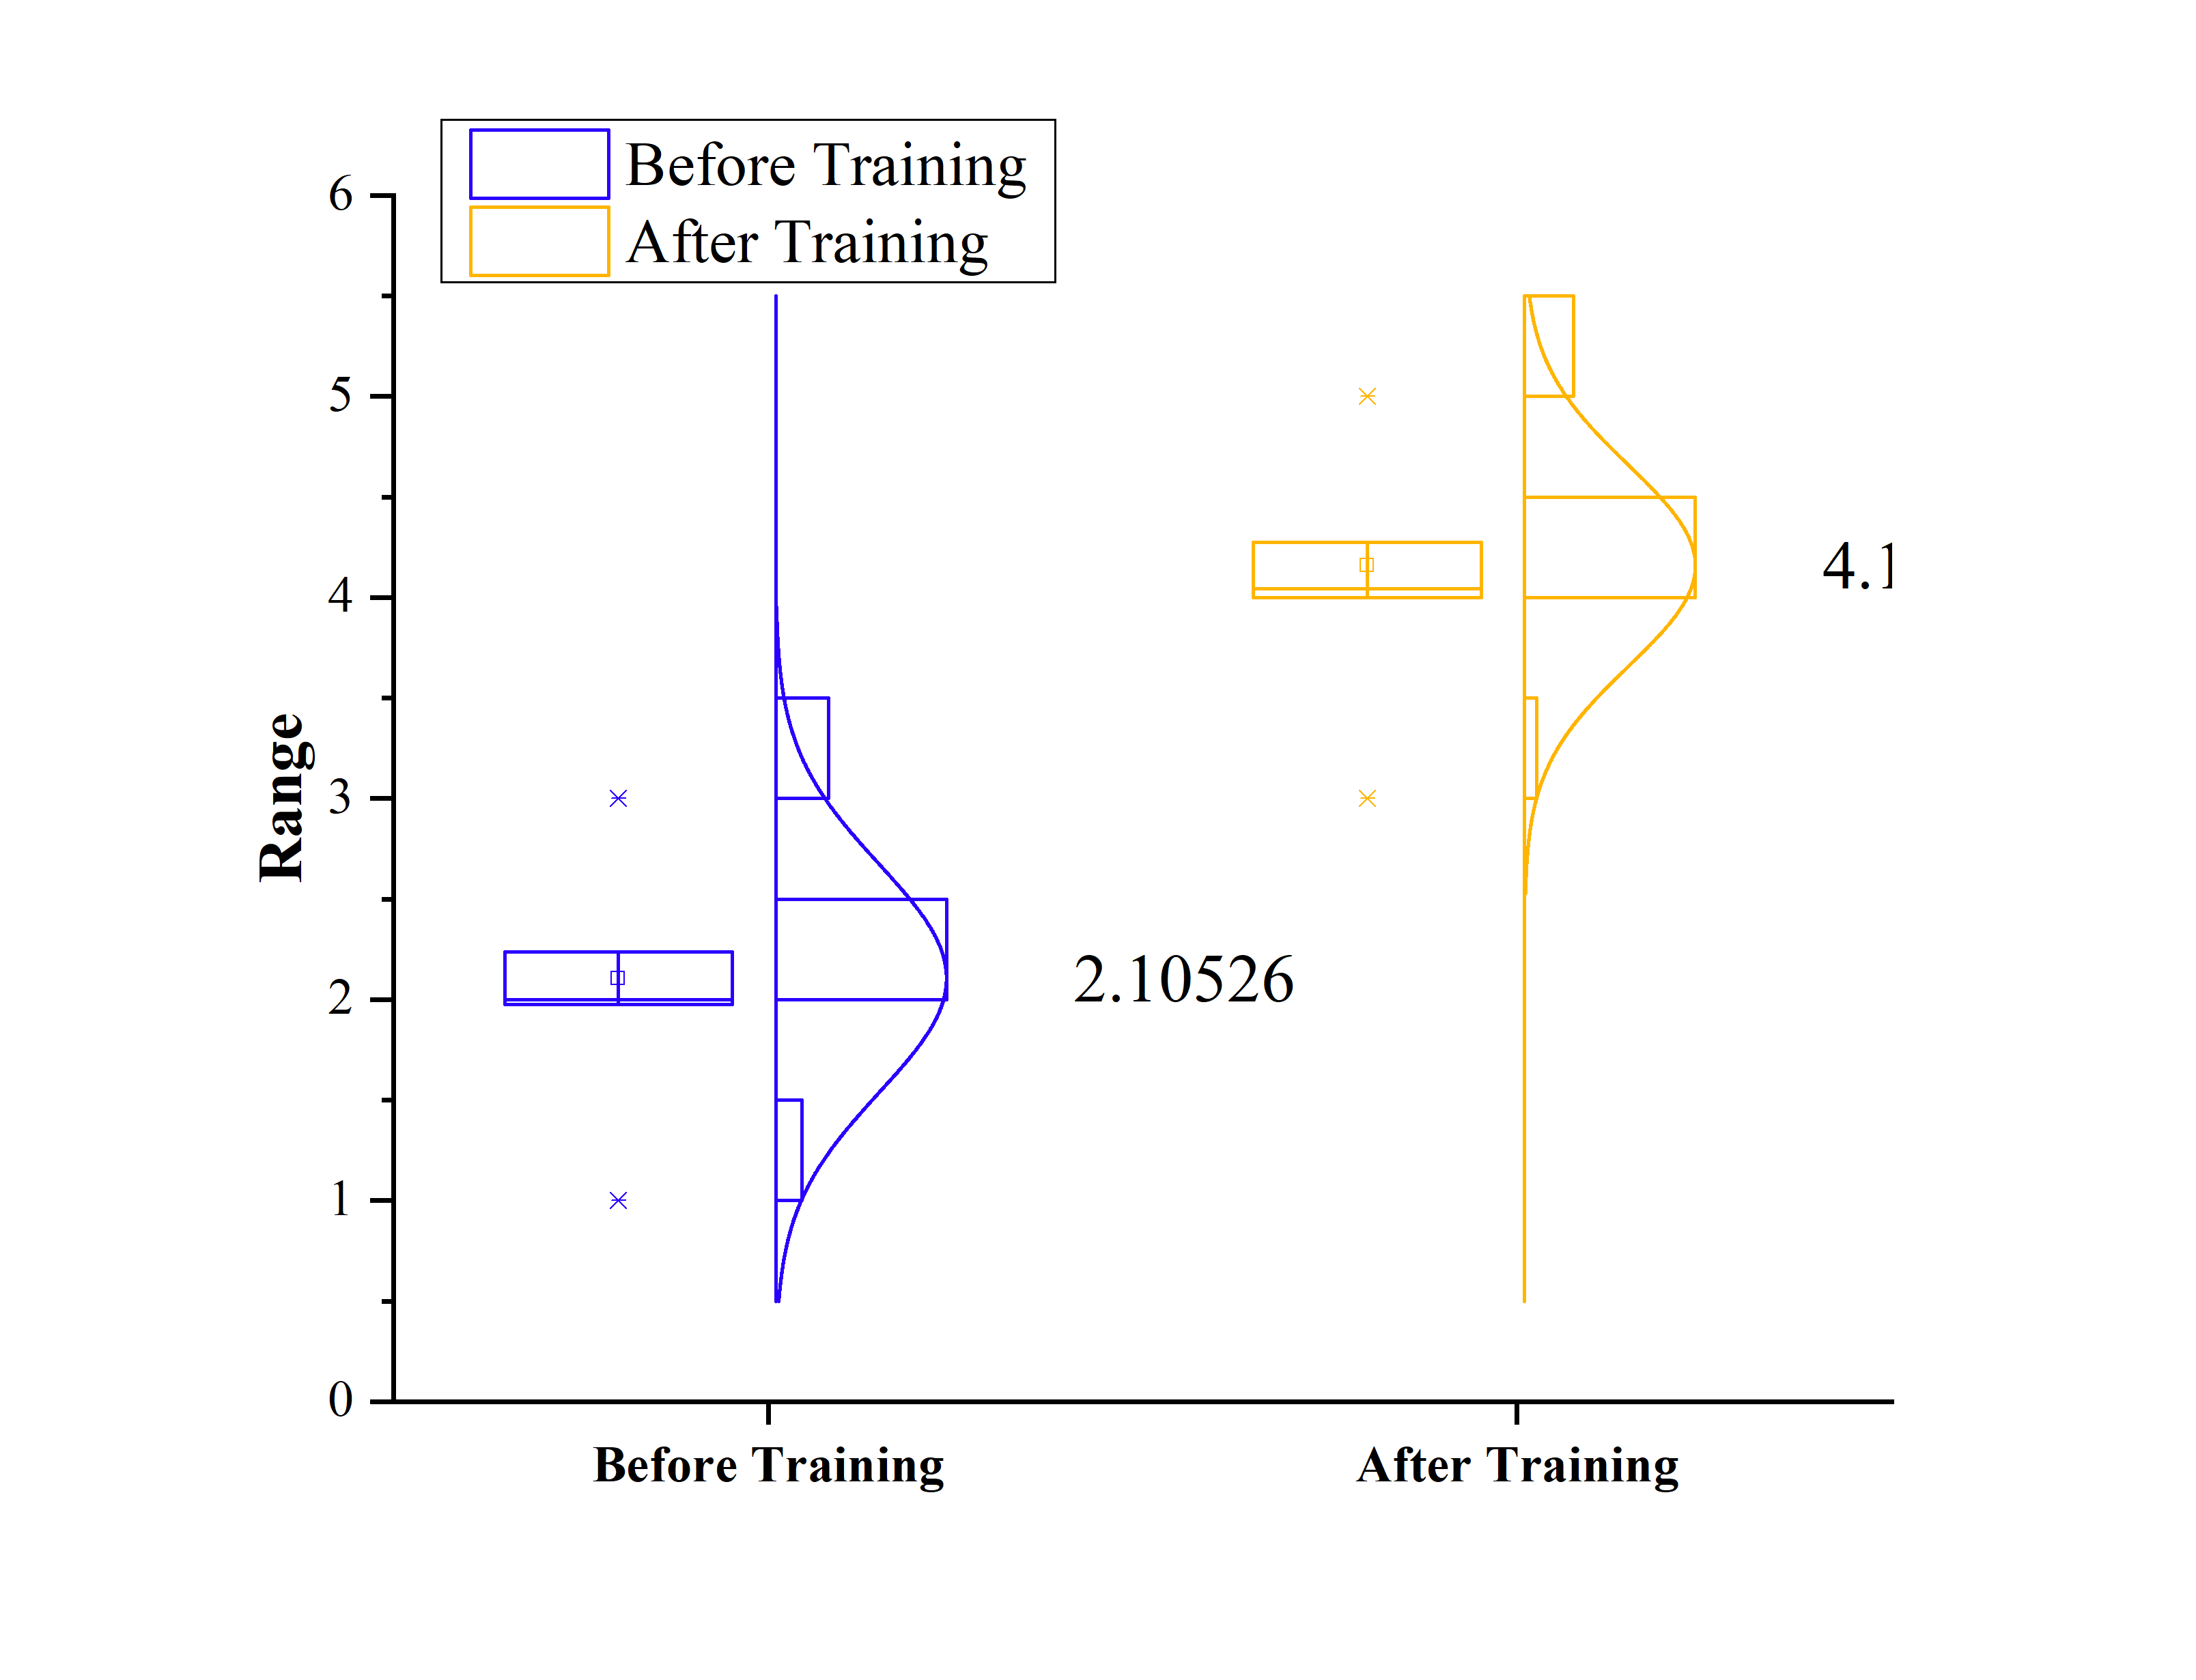 Before Training
After Training
6
5
4
3
2
1
0
Range
2.10526
4.1
Before Training
After Training